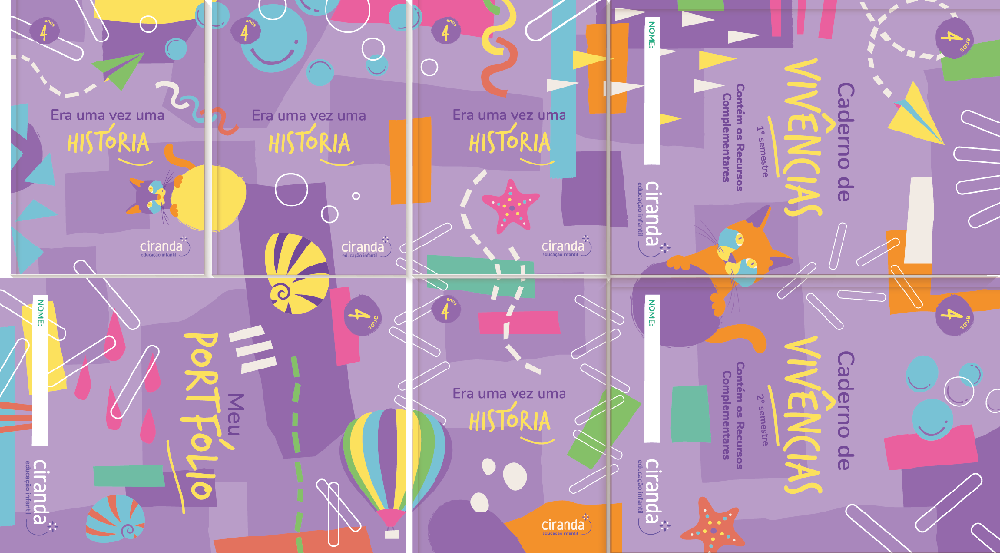 4 anos
Era uma vez uma
HISTÓRIA
ciranda
educação infantil
4 anos
Era uma vez uma
HISTÓRIA
ciranda
educação infantil
4 anos
Era uma vez uma
HISTÓRIA
ciranda
educação infantil
4 anos
Caderno de
VIVÊNCIAS
1º semestre
Contém os Recursos
Complementares
NOME:
ciranda
educação infantil
4 anos
Meu
PORTFÓLIO
NOME:
ciranda
educação infantil
4 anos
Era uma vez uma
HISTÓRIA
ciranda
educação infantil
4 anos
Caderno de
VIVÊNCIAS
2º semestre
Contém os Recursos
Complementares
NOME:
ciranda
educação infantil